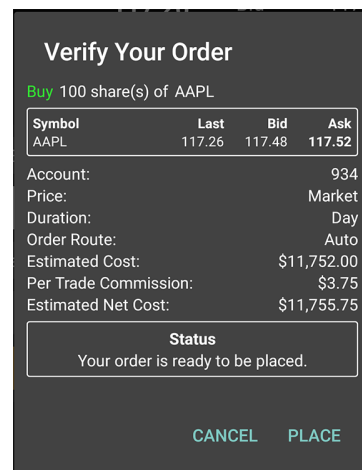 Verify Your Order
Buy 100 share(s) of AAPL
Symbol Last Bid Ask
AAPL 117.26 117.48 117.52
Account: 934
Price: Market
Duration: Day
Order Route: Auto
Estimated Cost: $11,752.00
Per Trade Commission: $3.75
Estimated Net Cost: $11,755.75
Status
Your order is ready to be placed.
CANCEL PLACE